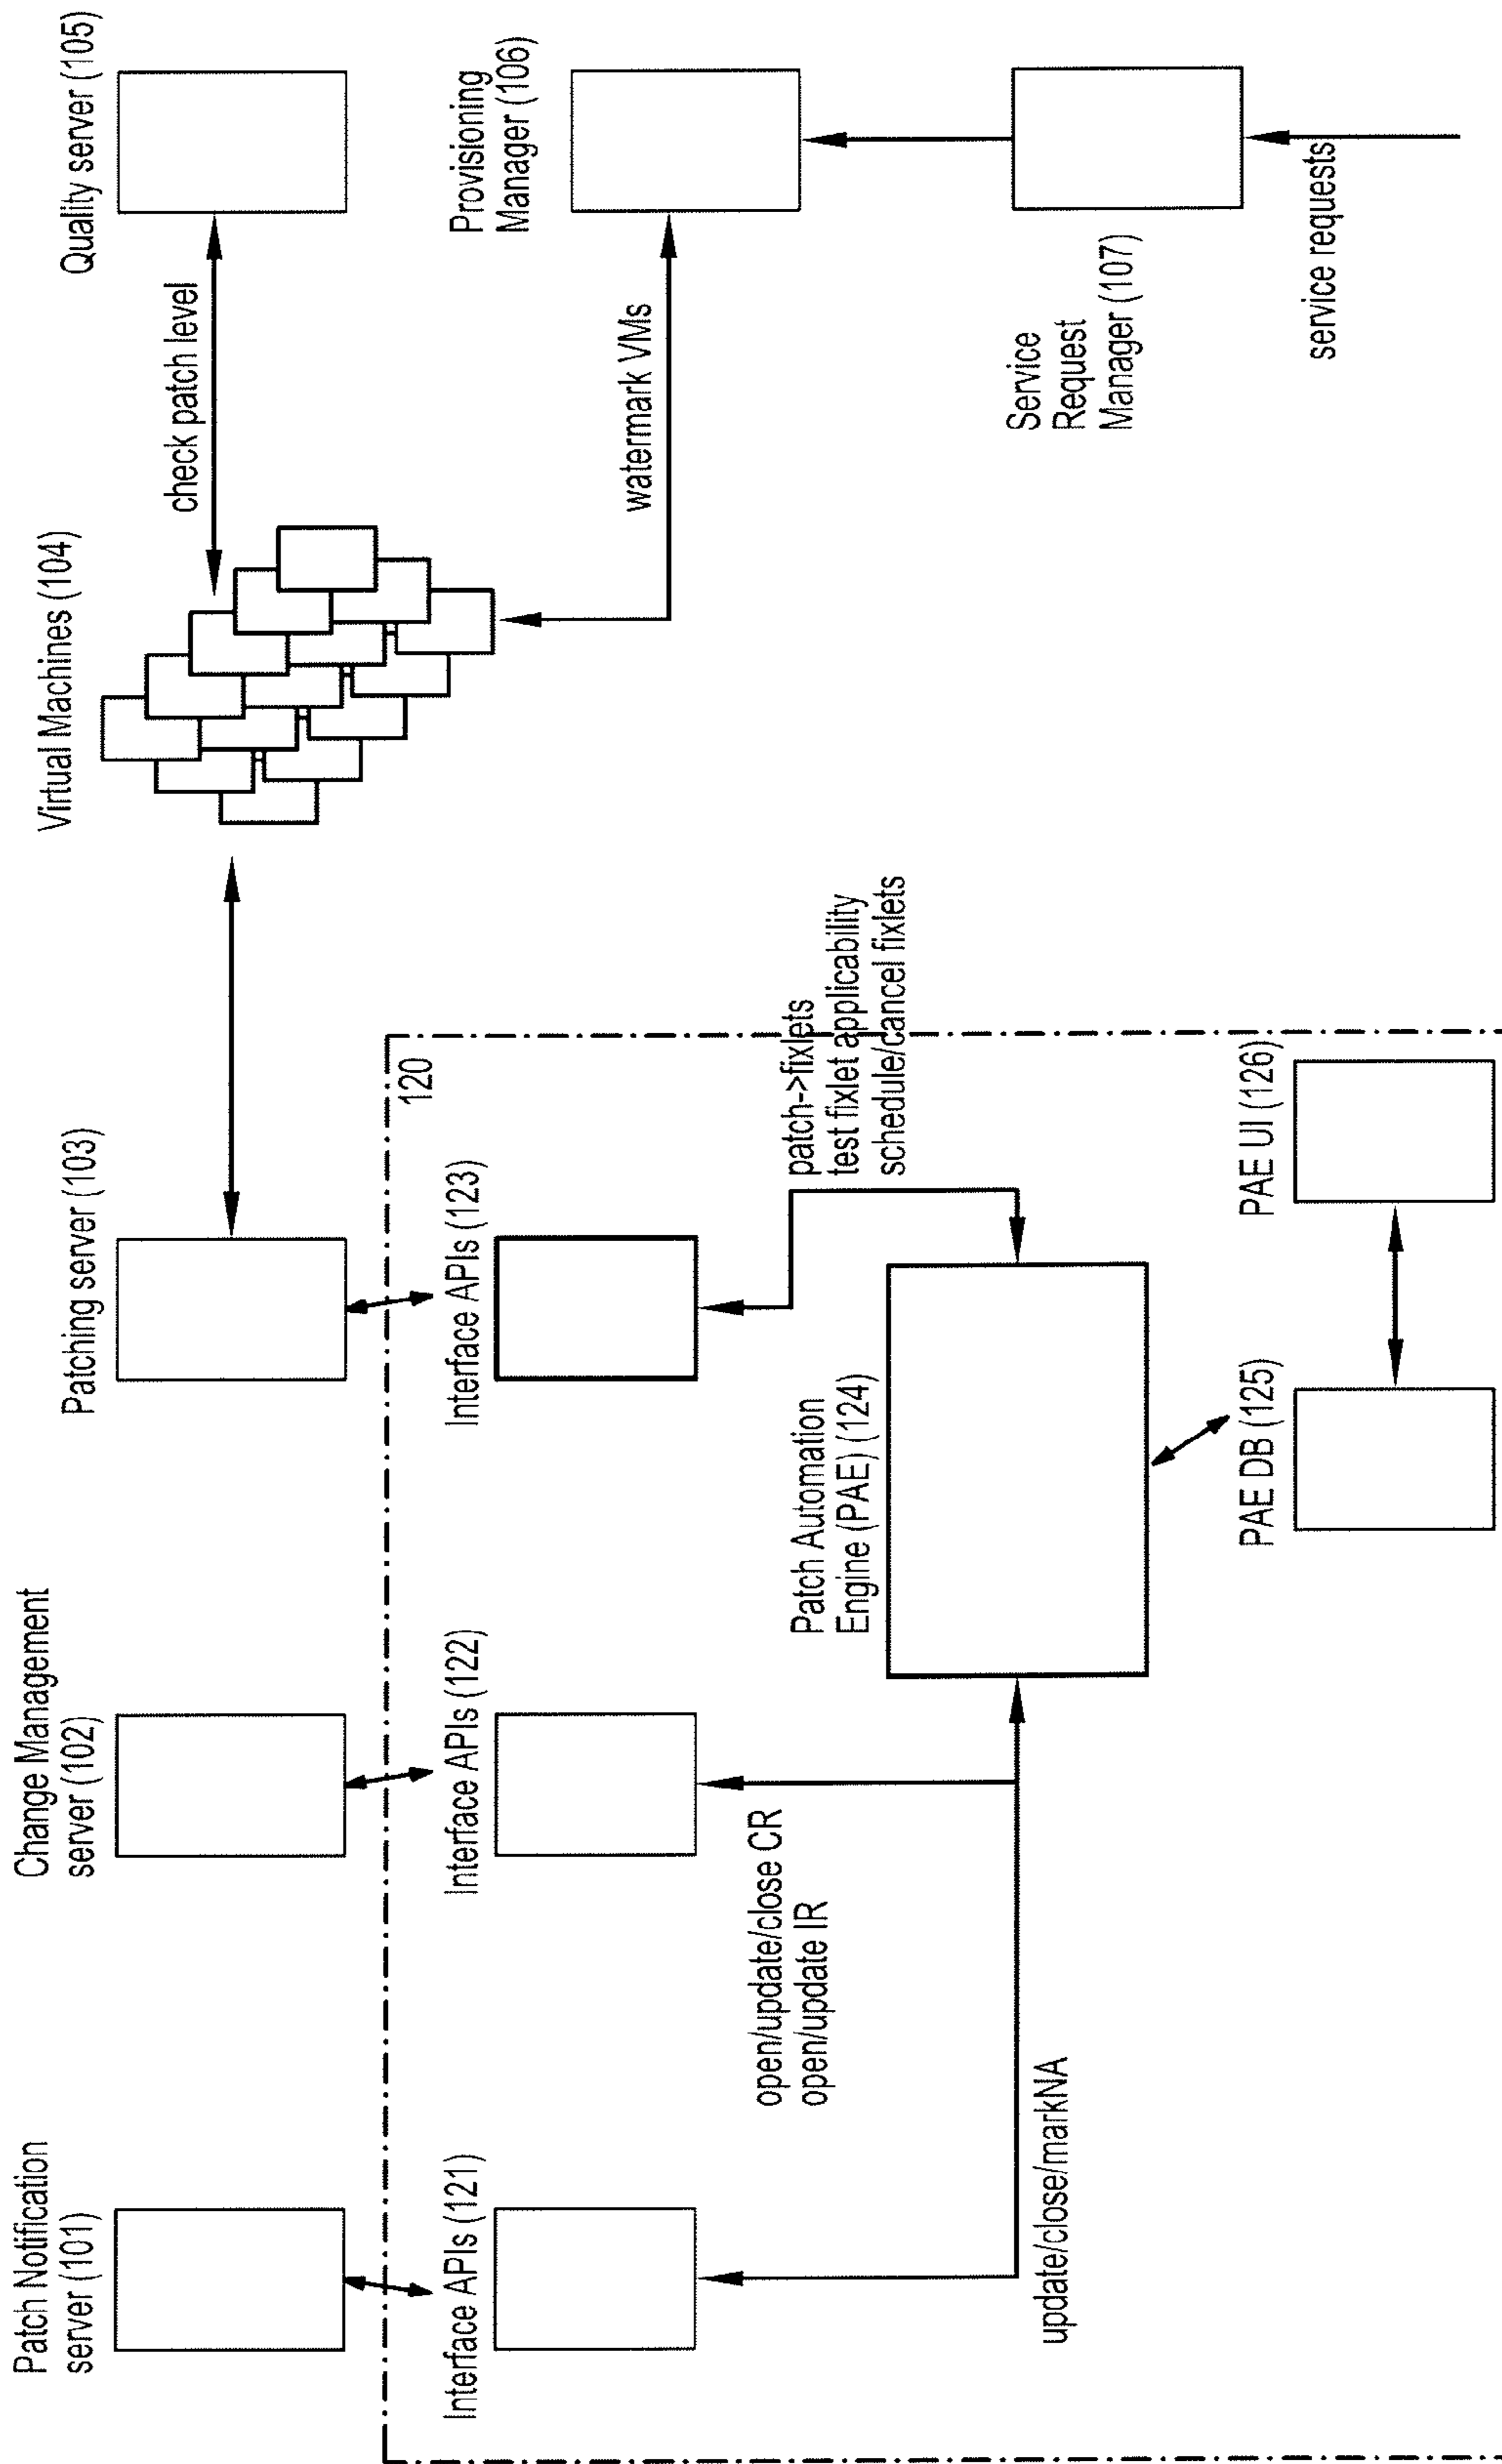 Patch Notification
server (101)
Change Management
server (102)
Patching server (103)
Virtual Machines (104)
Quality server (105)
check patch level
120
Interface APIs (121)
Interface APIs (122)
Interface APIs (123)
Provisioning
Manager (106)
watermark VMs
open/update/close CR
open/update IR
patch->fixlets
test fixlet applicability
schedule/cancel fixlets
Patch Automation
Engine (PAE) (124)
update/close/markNA
Service
Request
Manager (107)
PAE DB (125)
PAE UI (126)
service requests